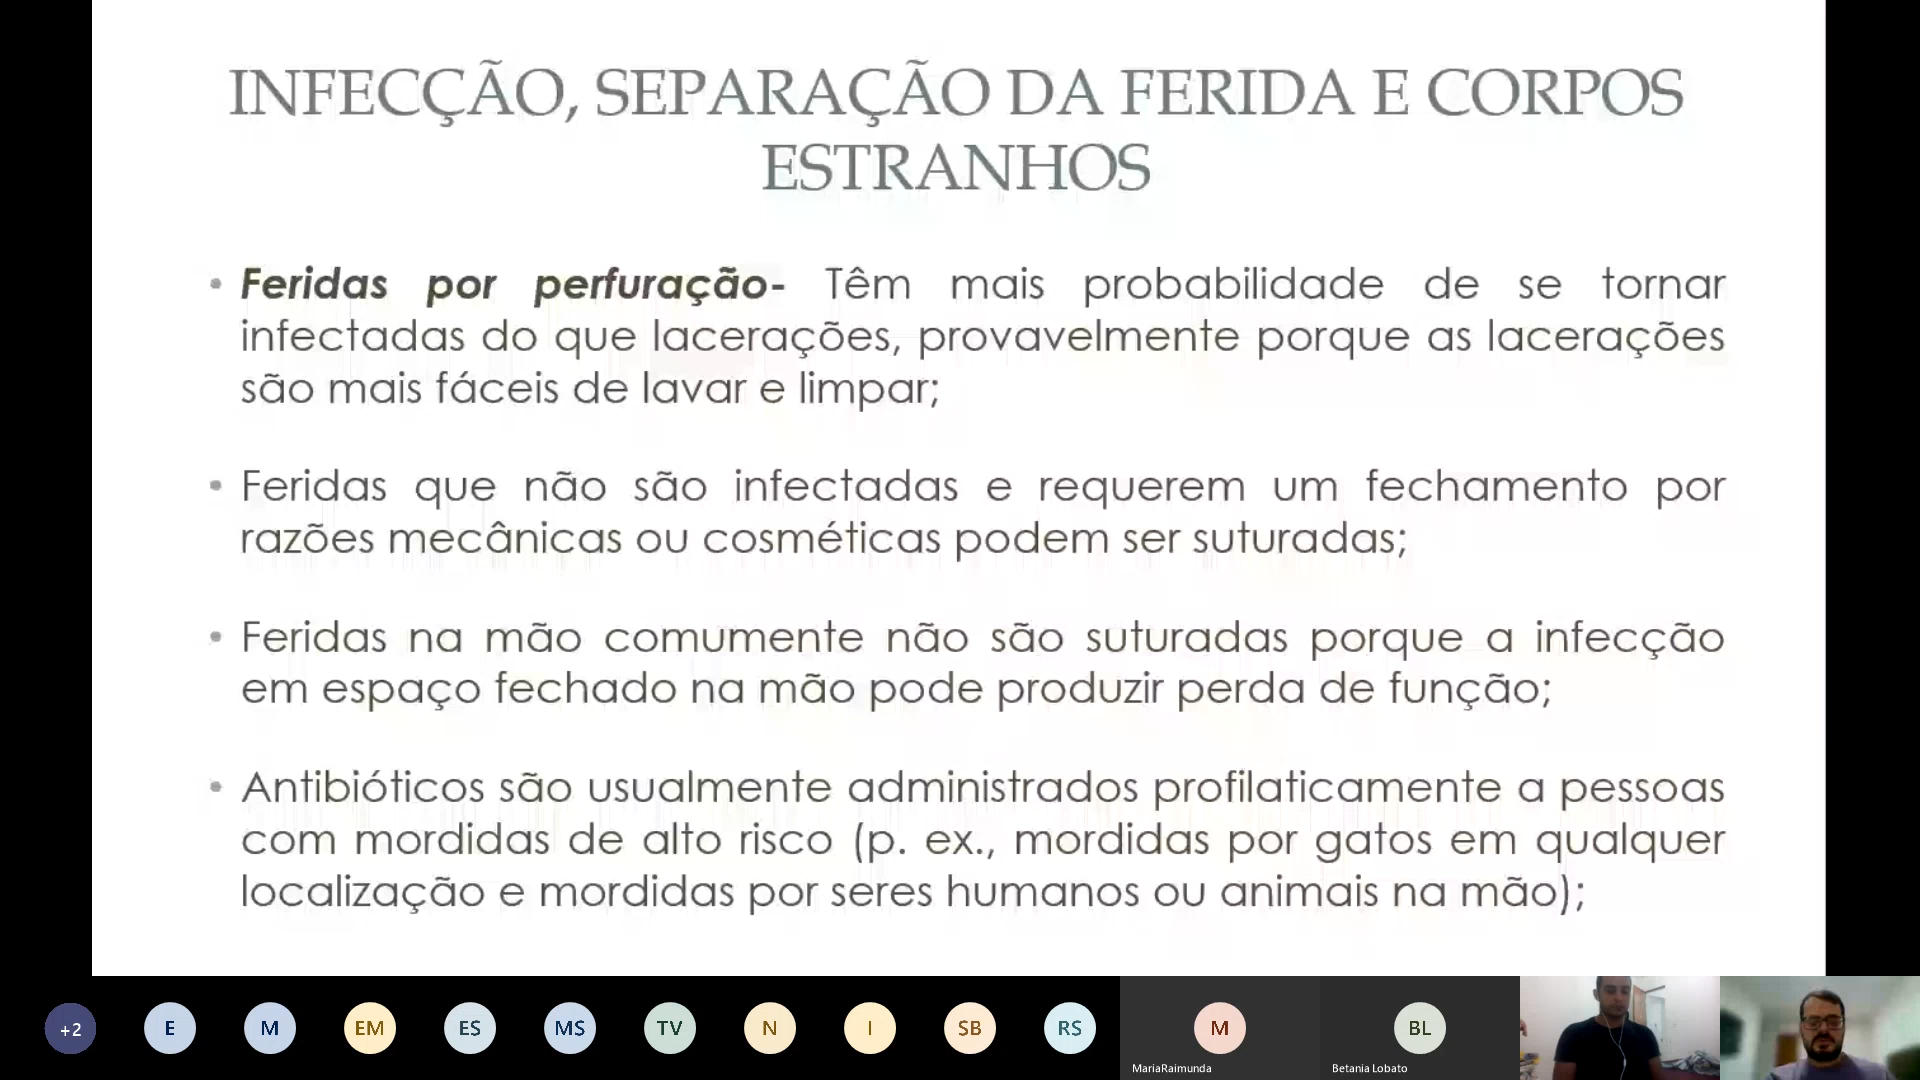 INFECÇÃO, SEPARAÇÃO DA FERIDA E CORPOS
ESTRANHOS
• Feridas por perfuração- Têm mais probabilidade de se tornar
infectadas do que lacerações, provavelmente porque as lacerações
são mais fáceis de lavar e limpar;
• Feridas que não são infectadas e requerem um fechamento por
razões mecânicas ou cosméticas podem ser suturadas;
• Feridas na mão comumente não são suturadas porque a infecção
em espaço fechado na mão pode produzir perda de função;
• Antibióticos são usualmente administrados profilaticamente a pessoas
com mordidas de alto risco (p. ex., mordidas por gatos em qualquer
localização e mordidas por seres humanos ou animais na mão);
+2 E M EM ES MS TV N I SB RS M BL
MariaRaimunda Betania Lobato